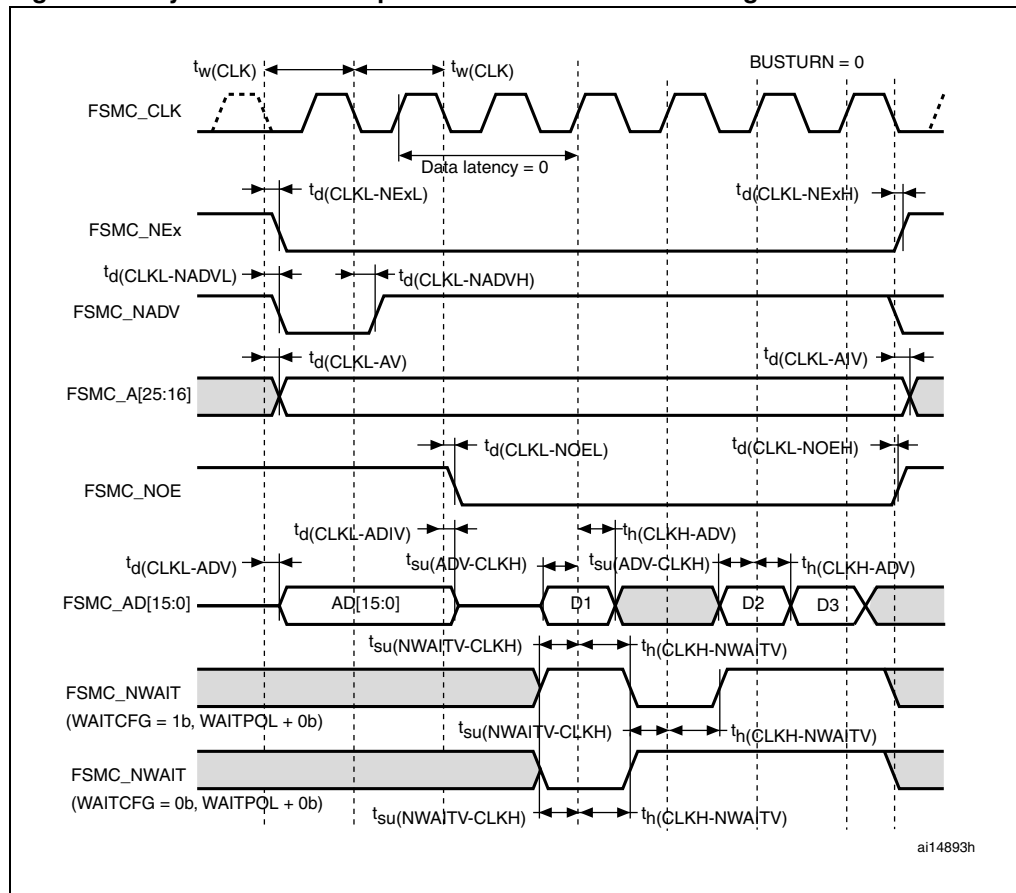 BUSTURN = 0
tw(CLK) tw(CLK)
FSMC_CLK
Data latency = 0
td(CLKL-NExL) td(CLKL-NExH)
FSMC_NEx
td(CLKL-NADVL) td(CLKL-NADVH)
FSMC_NADV
td(CLKL-AV) td(CLKL-AIV)
FSMC_A[25:16]
td(CLKL-NOEL) td(CLKL-NOEH)
FSMC_NOE
td(CLKL-ADIV) th(CLKH-ADV)
td(CLKL-ADV) tsu(ADV-CLKH) tsu(ADV-CLKH) th(CLKH-ADV)
FSMC_AD[15:0] AD[15:0] D1 D2 D3
tsu(NWAITV-CLKH) th(CLKH-NWAITV)
FSMC_NWAIT
(WAITCFG = 1b, WAITPOL + 0b)
tsu(NWAITV-CLKH) th(CLKH-NWAITV)
FSMC_NWAIT
(WAITCFG = 0b, WAITPOL + 0b)
tsu(NWAITV-CLKH) th(CLKH-NWAITV)
ai14893h